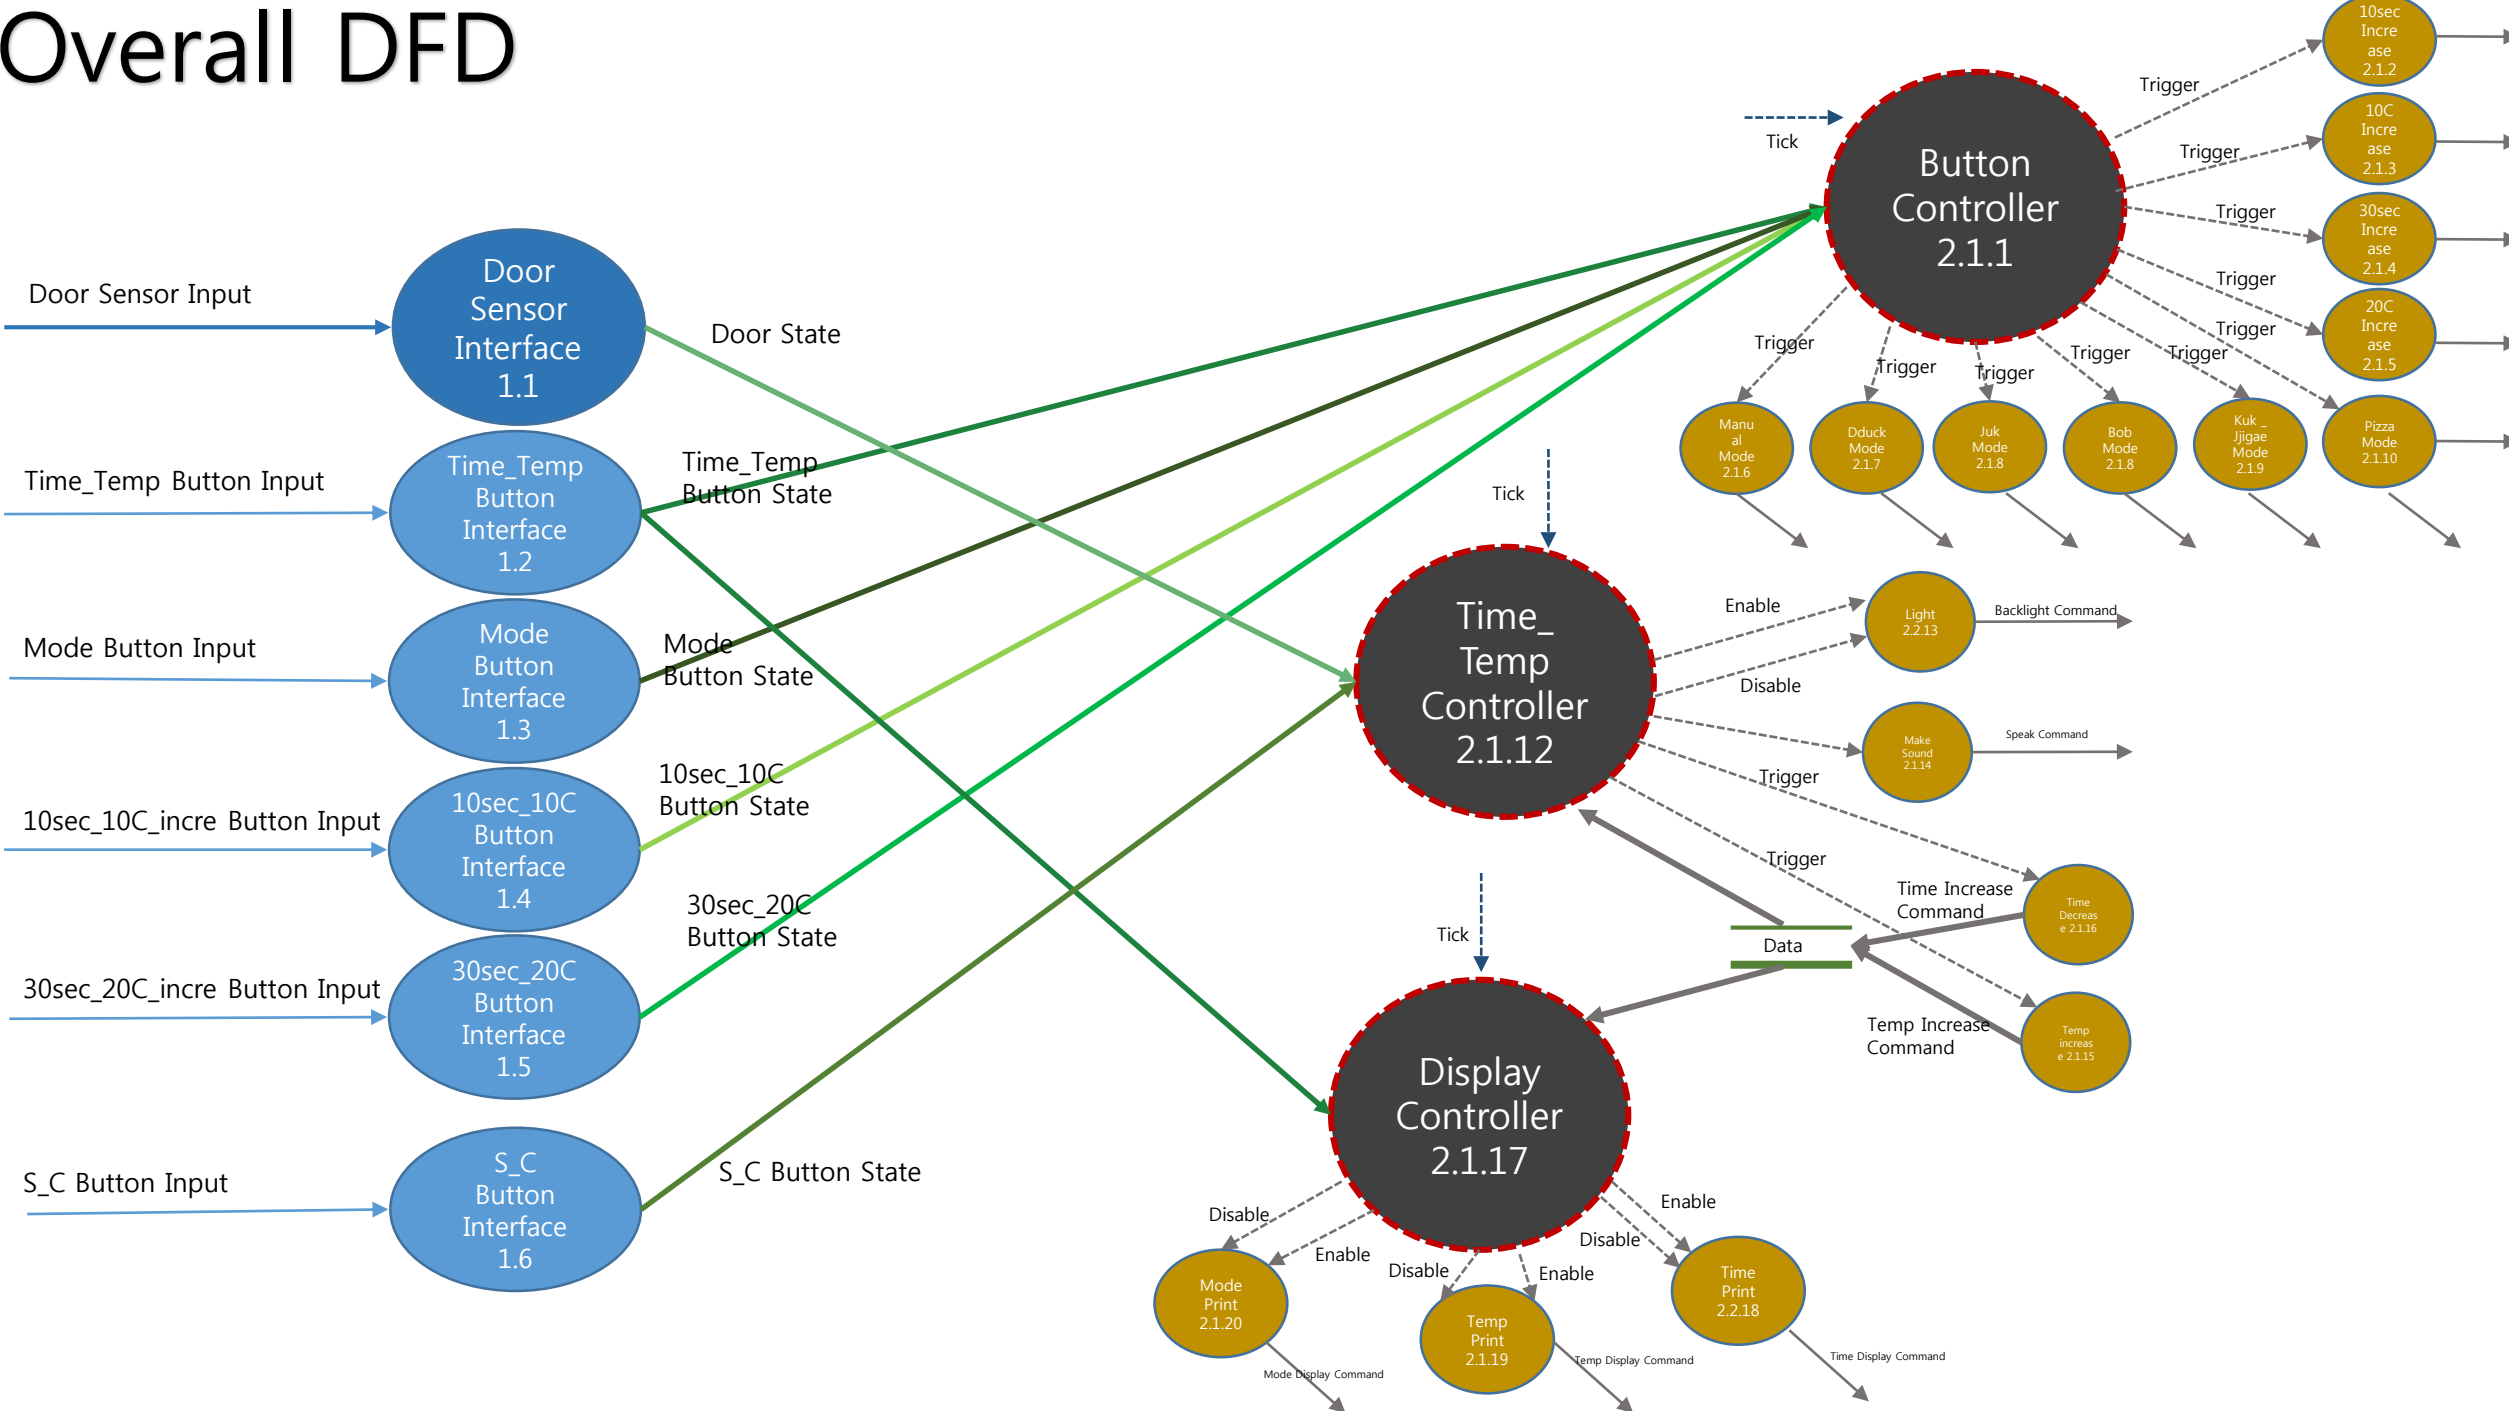 Overall DFD
Door Sensor Input
Door
Sensor
Interface
1.1
Door State
Time_Temp Button Input
Time_Temp
Button
Interface
1.2
Time_Temp
Button State
Mode Button Input
Mode
Button
Interface
1.3
Mode
Button State
10sec_10C_incre Button Input
10sec_10C
Button
Interface
1.4
10sec_10C
Button State
30sec_20C_incre Button Input
30sec_20C
Button
Interface
1.5
30sec_20C
Button State
S_C Button Input
S_C
Button
Interface
1.6
S_C Button State
Tick
Button
Controller
2.1.1
Trigger
10sec
Incre
ase
2.1.2
Trigger
10C
Incre
ase
2.1.3
Trigger
30sec
Incre
ase
2.1.4
Trigger
20C
Incre
ase
2.1.5
Trigger
Pizza
Mode
2.1.10
Trigger
Kuk _
Jjigae
Mode
2.1.9
Trigger
Bob
Mode
2.1.8
Trigger
Juk
Mode
2.1.8
Trigger
Dduck
Mode
2.1.7
Trigger
Manu
al
Mode
2.1.6
Tick
Time_
Temp
Controller
2.1.12
Enable
Disable
Light
2.2.13
Backlight Command
Make
Sound
2.1.14
Speak Command
Trigger
Trigger
Time
Decreas
e 2.1.16
Time Increase
Command
Data
Temp
increas
e 2.1.15
Temp Increase
Command
Tick
Display
Controller
2.1.17
Disable
Enable
Mode
Print
2.1.20
Mode Display Command
Disable
Enable
Temp
Print
2.1.19
Temp Display Command
Disable
Enable
Time
Print
2.2.18
Time Display Command